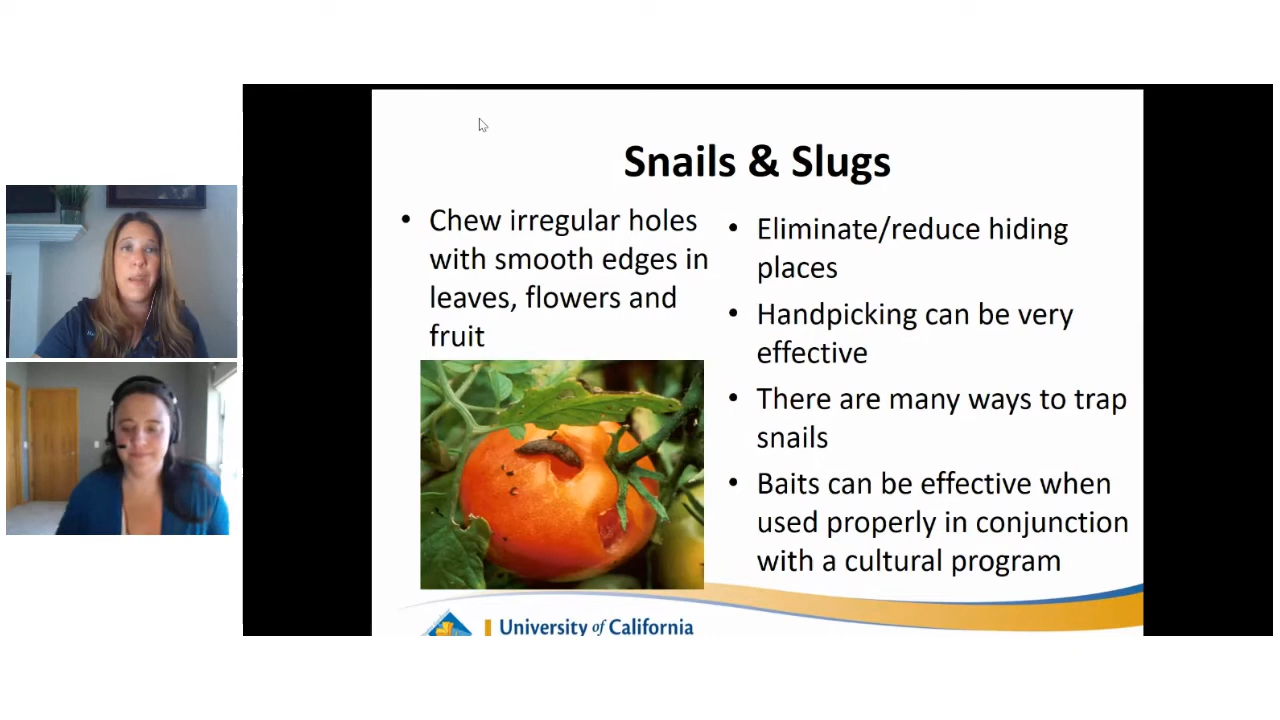 Snails & Slugs
• Chew irregular holes
with smooth edges in
leaves, flowers and
fruit
• Eliminate/reduce hiding
places
• Handpicking can be very
effective
• There are many ways to trap
snails
• Baits can be effective when
used properly in conjunction
with a cultural program
University of California